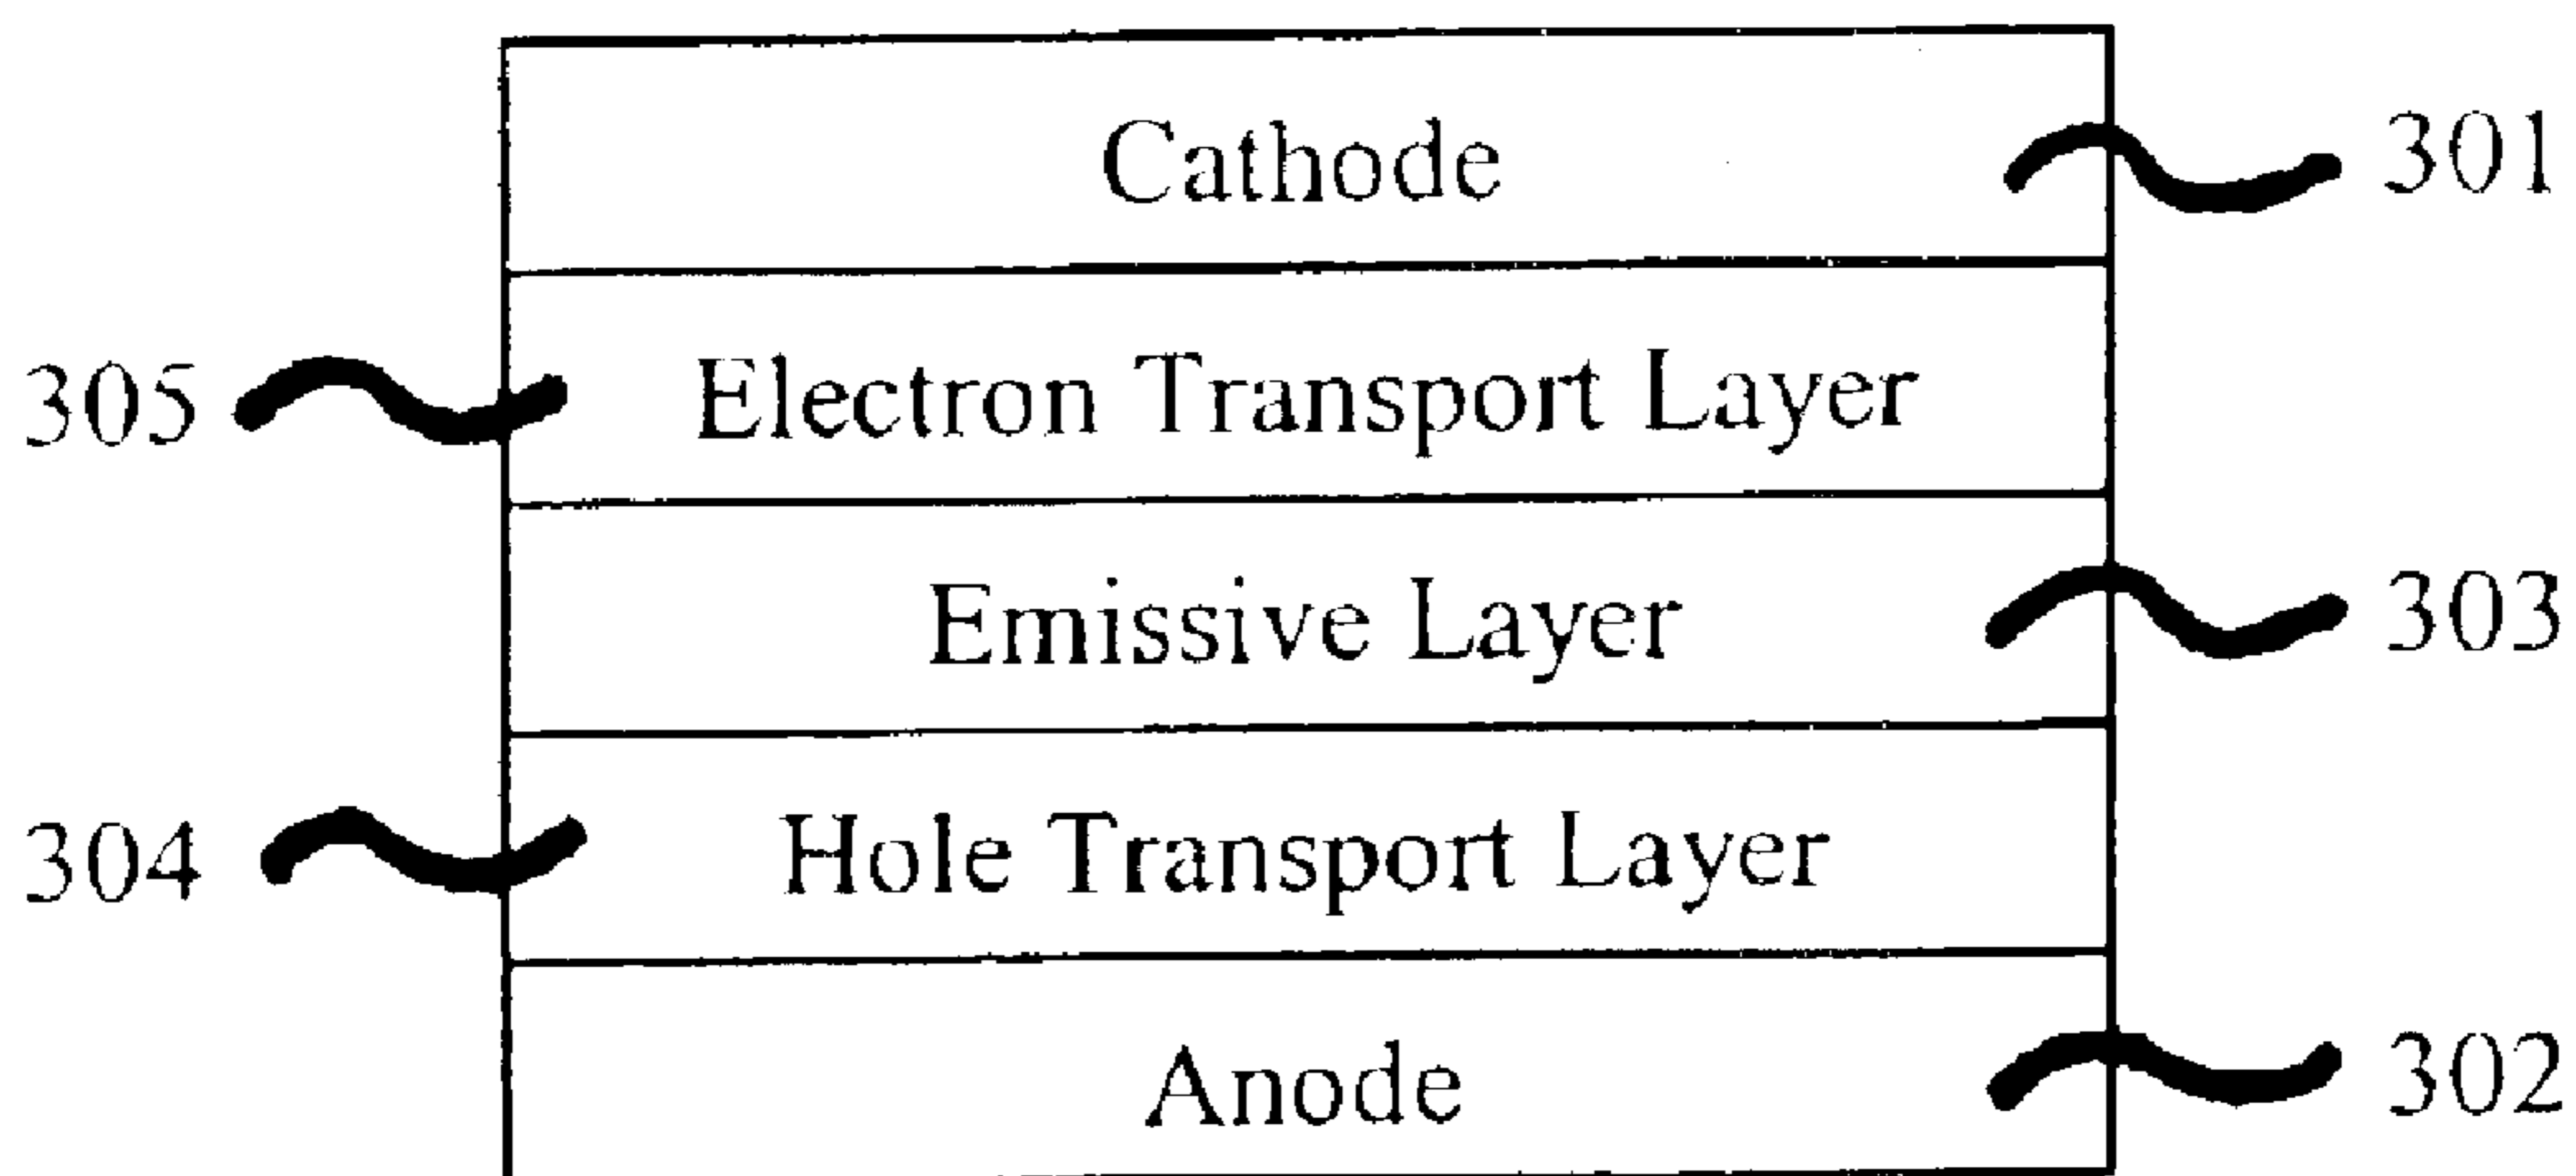 Cathode 301
305 Electron Transport Layer
Emissive Layer 303
304 Hole Transport Layer
Anode 302